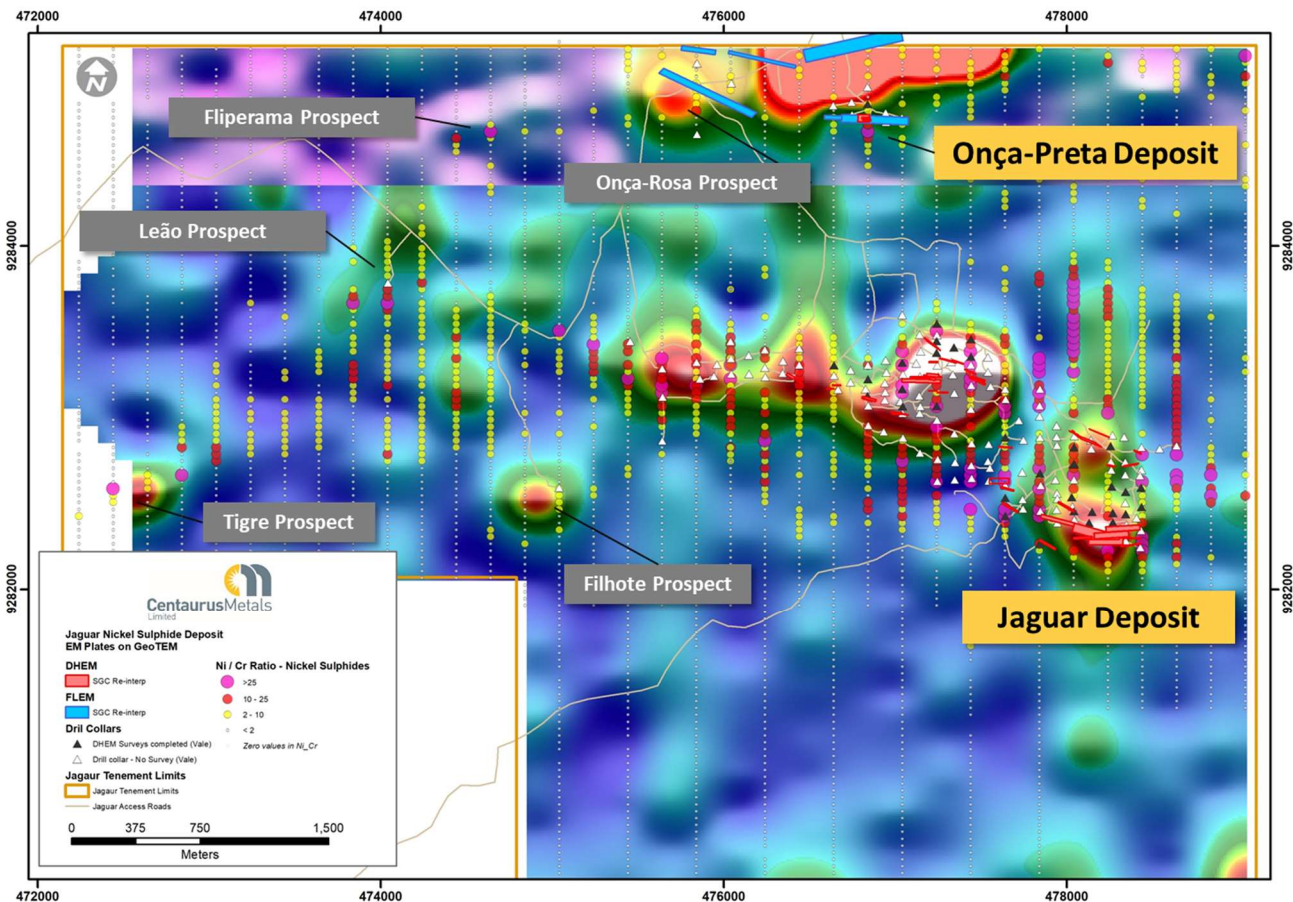 472000
474000
476000
478000
N
Fliperama Prospect
Onça-Preta Deposit
Onça-Rosa Prospect
Leão Prospect
9284000
9284000
Tigre Prospect
Filhote Prospect
9282000
9282000
Jaguar Deposit
CentaurusMetals
Limited
Jaguar Nickel Sulphide Deposit
EM Plates on GeoTEM
DHEM
SGC Re-interp
FLEM
SGC Re-interp
Dril Collars
DHEM Surveys completed (Vale)
Drill collar - No Survey (Vale)
Jagaur Tenement Limits
Jagaur Tenement Limits
Jaguar Access Roads
Ni / Cr Ratio - Nickel Sulphides
>25
10 - 25
2 - 10
< 2
Zero values in Ni_Cr
0 375 750 1,500
Meters
472000
474000
476000
478000